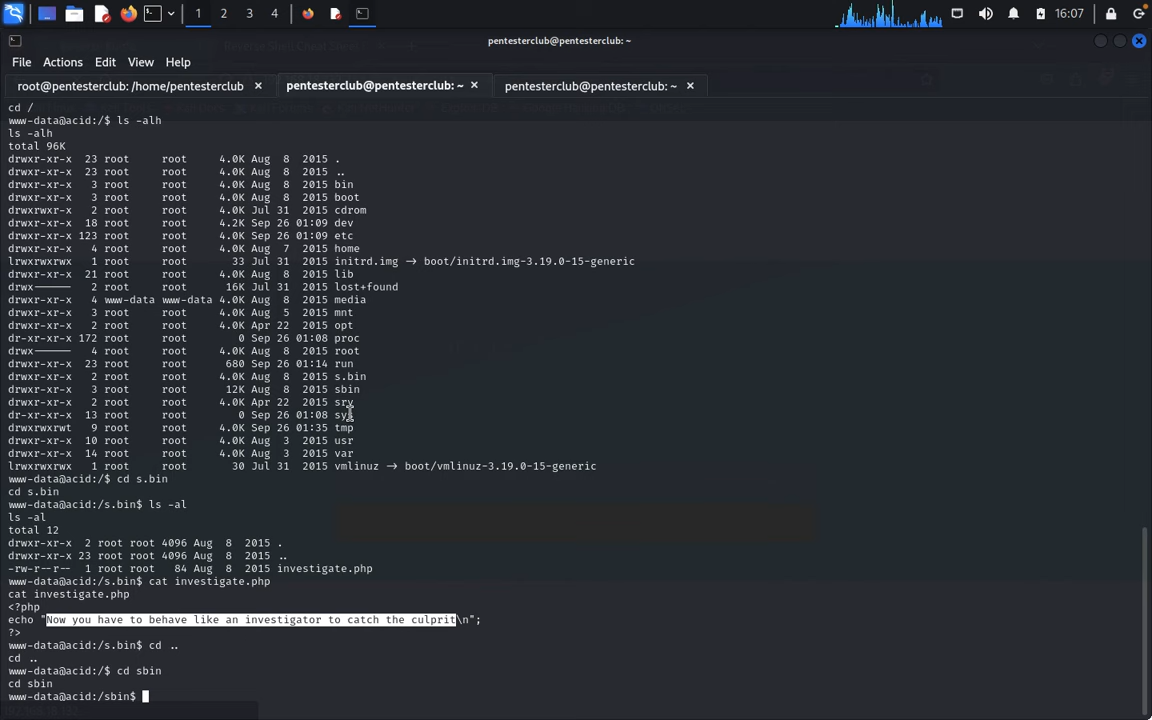 1 2 3 4 16:07
pentesterclub@pentesterclub: ~
File Actions Edit View Help
root@pentesterclub: /home/pentesterclub × pentesterclub@pentesterclub: ~ × pentesterclub@pentesterclub: ~ ×
cd /
www-data@acid:/$ ls -alh
ls -alh
total 96K
drwxr-xr-x 23 root root 4.0K Aug 8 2015 .
drwxr-xr-x 23 root root 4.0K Aug 8 2015 ..
drwxr-xr-x 3 root root 4.0K Aug 8 2015 bin
drwxr-xr-x 3 root root 4.0K Aug 8 2015 boot
drwxrwxr-x 2 root root 4.0K Jul 31 2015 cdrom
drwxr-xr-x 18 root root 4.2K Sep 26 01:09 dev
drwxr-xr-x 123 root root 4.0K Sep 26 01:09 etc
drwxr-xr-x 4 root root 4.0K Aug 7 2015 home
lrwxrwxrwx 1 root root 33 Jul 31 2015 initrd.img → boot/initrd.img-3.19.0-15-generic
drwxr-xr-x 21 root root 4.0K Aug 8 2015 lib
drwx------ 2 root root 16K Jul 31 2015 lost+found
drwxr-xr-x 4 www-data www-data 4.0K Aug 8 2015 media
drwxr-xr-x 3 root root 4.0K Aug 5 2015 mnt
drwxr-xr-x 2 root root 4.0K Apr 22 2015 opt
dr-xr-xr-x 172 root root 0 Sep 26 01:08 proc
drwx------ 4 root root 4.0K Aug 8 2015 root
drwxr-xr-x 23 root root 680 Sep 26 01:14 run
drwxr-xr-x 2 root root 4.0K Aug 8 2015 s.bin
drwxr-xr-x 3 root root 12K Aug 8 2015 sbin
drwxr-xr-x 2 root root 4.0K Apr 22 2015 srv
dr-xr-xr-x 13 root root 0 Sep 26 01:08 sys
drwxrwxrwt 9 root root 4.0K Sep 26 01:35 tmp
drwxr-xr-x 10 root root 4.0K Aug 3 2015 usr
drwxr-xr-x 14 root root 4.0K Aug 3 2015 var
lrwxrwxrwx 1 root root 30 Jul 31 2015 vmlinuz → boot/vmlinuz-3.19.0-15-generic
www-data@acid:/$ cd s.bin
cd s.bin
www-data@acid:/s.bin$ ls -al
ls -al
total 12
drwxr-xr-x 2 root root 4096 Aug 8 2015 .
drwxr-xr-x 23 root root 4096 Aug 8 2015 ..
-rw-r--r-- 1 root root 84 Aug 8 2015 investigate.php
www-data@acid:/s.bin$ cat investigate.php
cat investigate.php
<?php
echo "Now you have to behave like an investigator to catch the culprit\n";
?>
www-data@acid:/s.bin$ cd ..
cd ..
www-data@acid:/$ cd sbin
cd sbin
www-data@acid:/sbin$